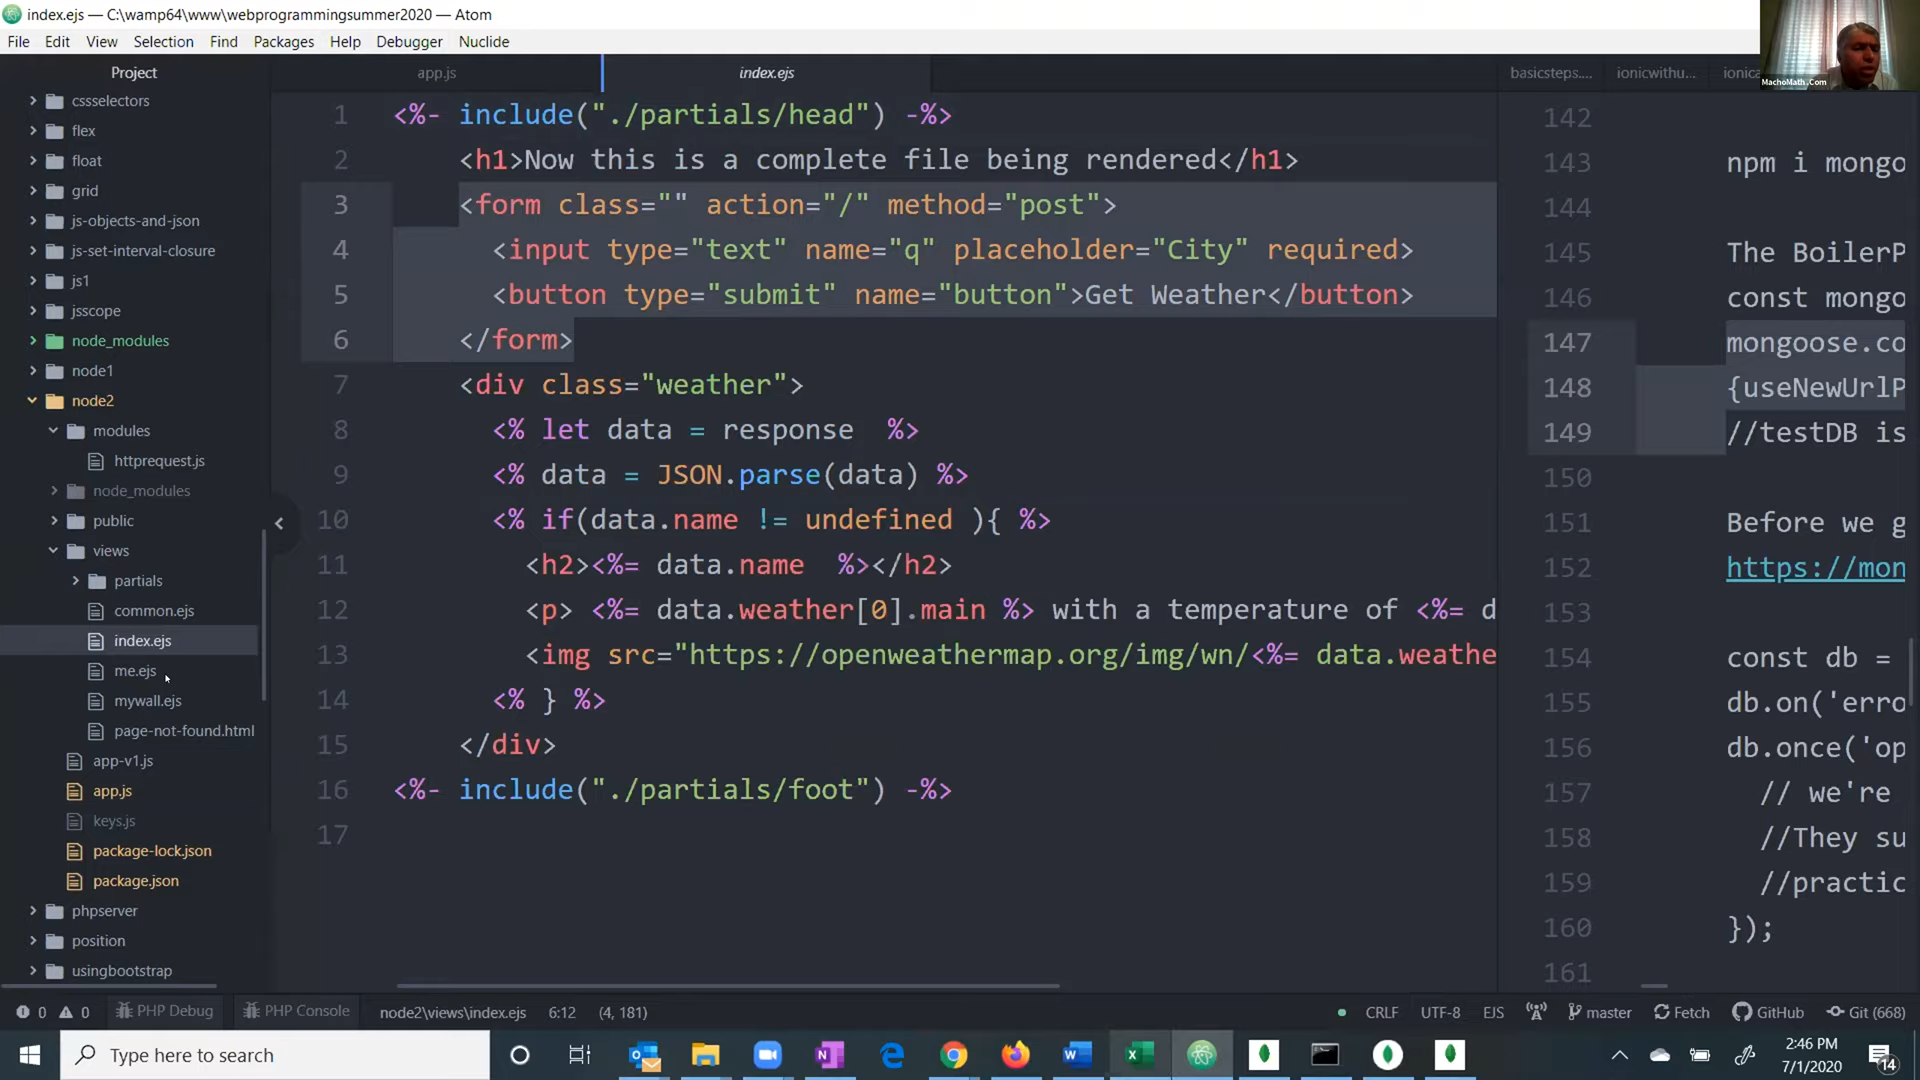 index.ejs — C:\wamp64\www\webprogrammingsummer2020 — Atom
File Edit View Selection Find Packages Help Debugger Nuclide
MachoMath.Com
Project
cssselectors
flex
float
grid
js-objects-and-json
js-set-interval-closure
js1
jsscope
node_modules
node1
node2
modules
httprequest.js
node_modules
public
views
partials
common.ejs
index.ejs
me.ejs
mywall.ejs
page-not-found.html
app-v1.js
app.js
keys.js
package-lock.json
package.json
phpserver
position
usingbootstrap
app.js index.ejs
1 <%- include("./partials/head") -%>
2 <h1>Now this is a complete file being rendered</h1>
3 <form class="" action="/" method="post">
4 <input type="text" name="q" placeholder="City" required>
5 <button type="submit" name="button">Get Weather</button>
6 </form>
7 <div class="weather">
8 <% let data = response %>
9 <% data = JSON.parse(data) %>
10 <% if(data.name != undefined ){ %>
11 <h2><%= data.name %></h2>
12 <p> <%= data.weather[0].main %> with a temperature of <%= d
13 <img src="https://openweathermap.org/img/wn/<%= data.weathe
14 <% } %>
15 </div>
16 <%- include("./partials/foot") -%>
17
basicsteps.... ionicwithu... ionica
142
143 npm i mongo
144
145 The BoilerP
146 const mongo
147 mongoose.co
148 {useNewUrlP
149 //testDB is
150
151 Before we g
152 https://mon
153
154 const db =
155 db.on('erro
156 db.once('op
157 // we're
158 //They su
159 //practic
160 });
161
0 0 PHP Debug PHP Console node2\views\index.ejs 6:12 (4, 181) CRLF UTF-8 EJS master Fetch GitHub Git (668)
Type here to search
2:46 PM
7/1/2020
14